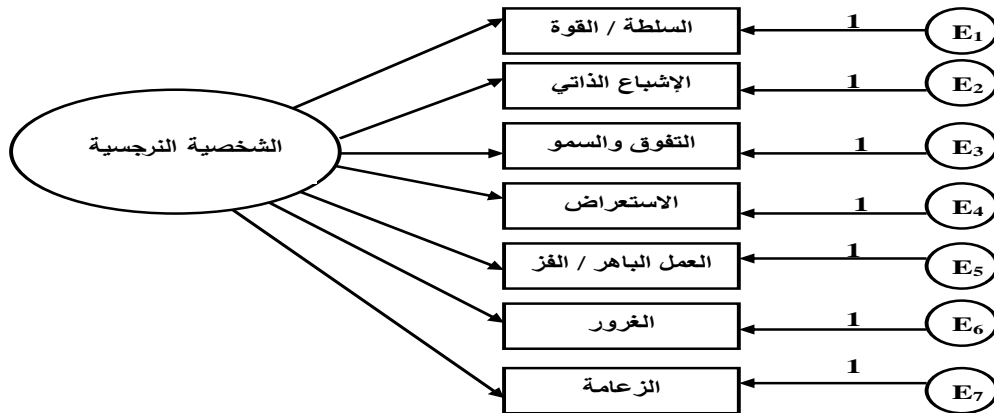 السلطة / القوة
1
E1
الإشباع الذاتي
1
E2
الشخصية النرجسية
التفوق والسمو
1
E3
الاستعراض
1
E4
العمل الباهر / الفز
1
E5
الغرور
1
E6
الزعامة
1
E7